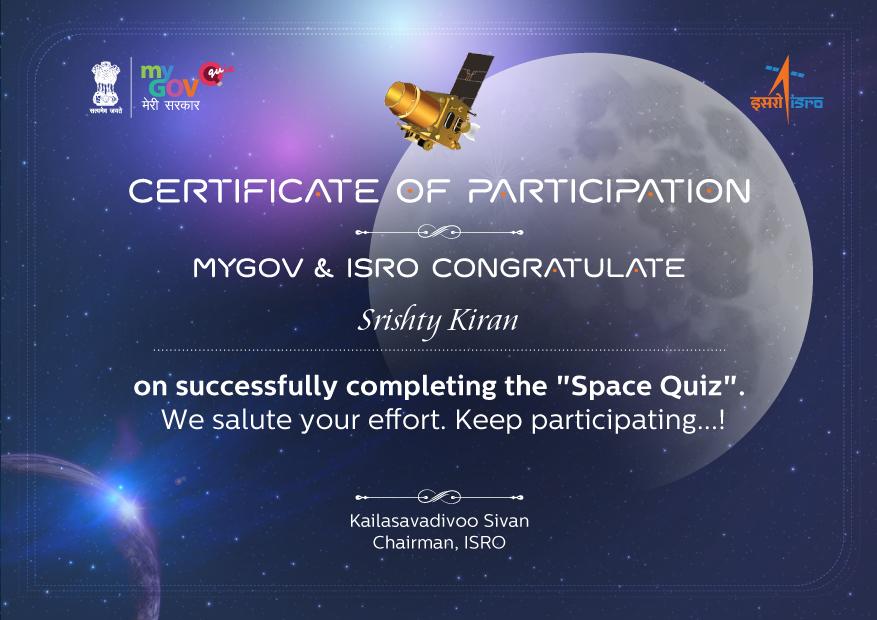 सत्यमेव जयते
my
GOV
मेरी सरकार
इसरो isro
CERTIFICATE OF PARTICIPATION
MYGOV & ISRO CONGRATULATE
Srishty Kiran
on successfully completing the "Space Quiz".
We salute your effort. Keep participating...!
Kailasavadivoo Sivan
Chairman, ISRO